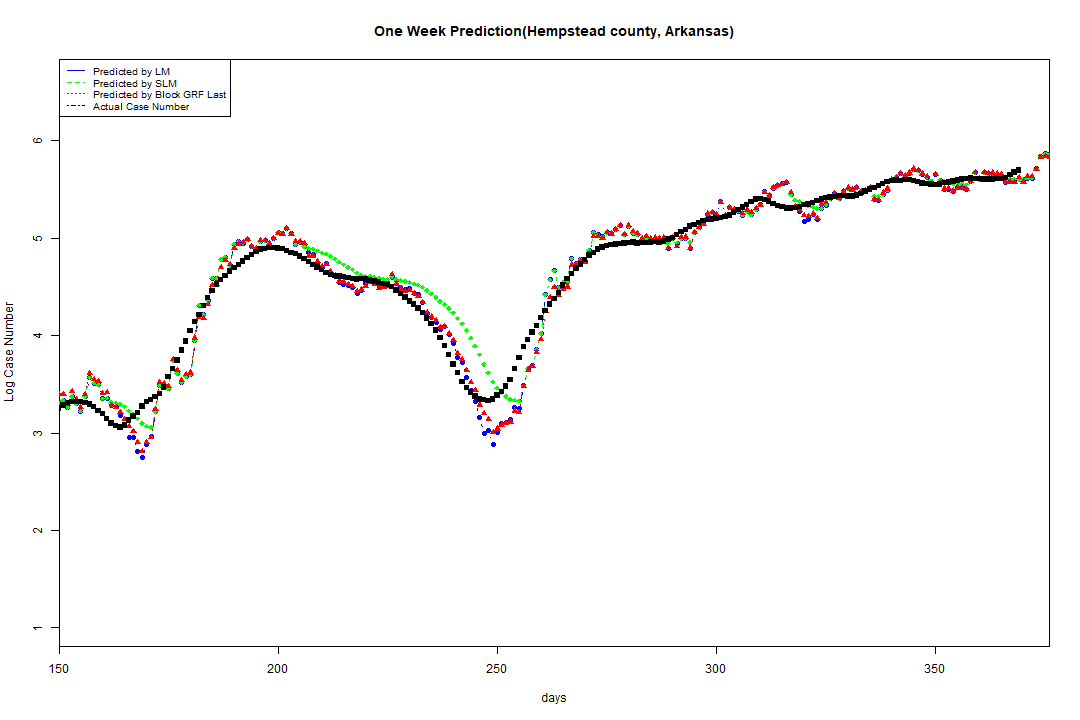 One Week Prediction(Hempstead county, Arkansas)
Predicted by LM
Predicted by SLM
Predicted by Block GRF Last
Actual Case Number
6
5
4
3
2
1
Log Case Number
150 200 250 300 350
days